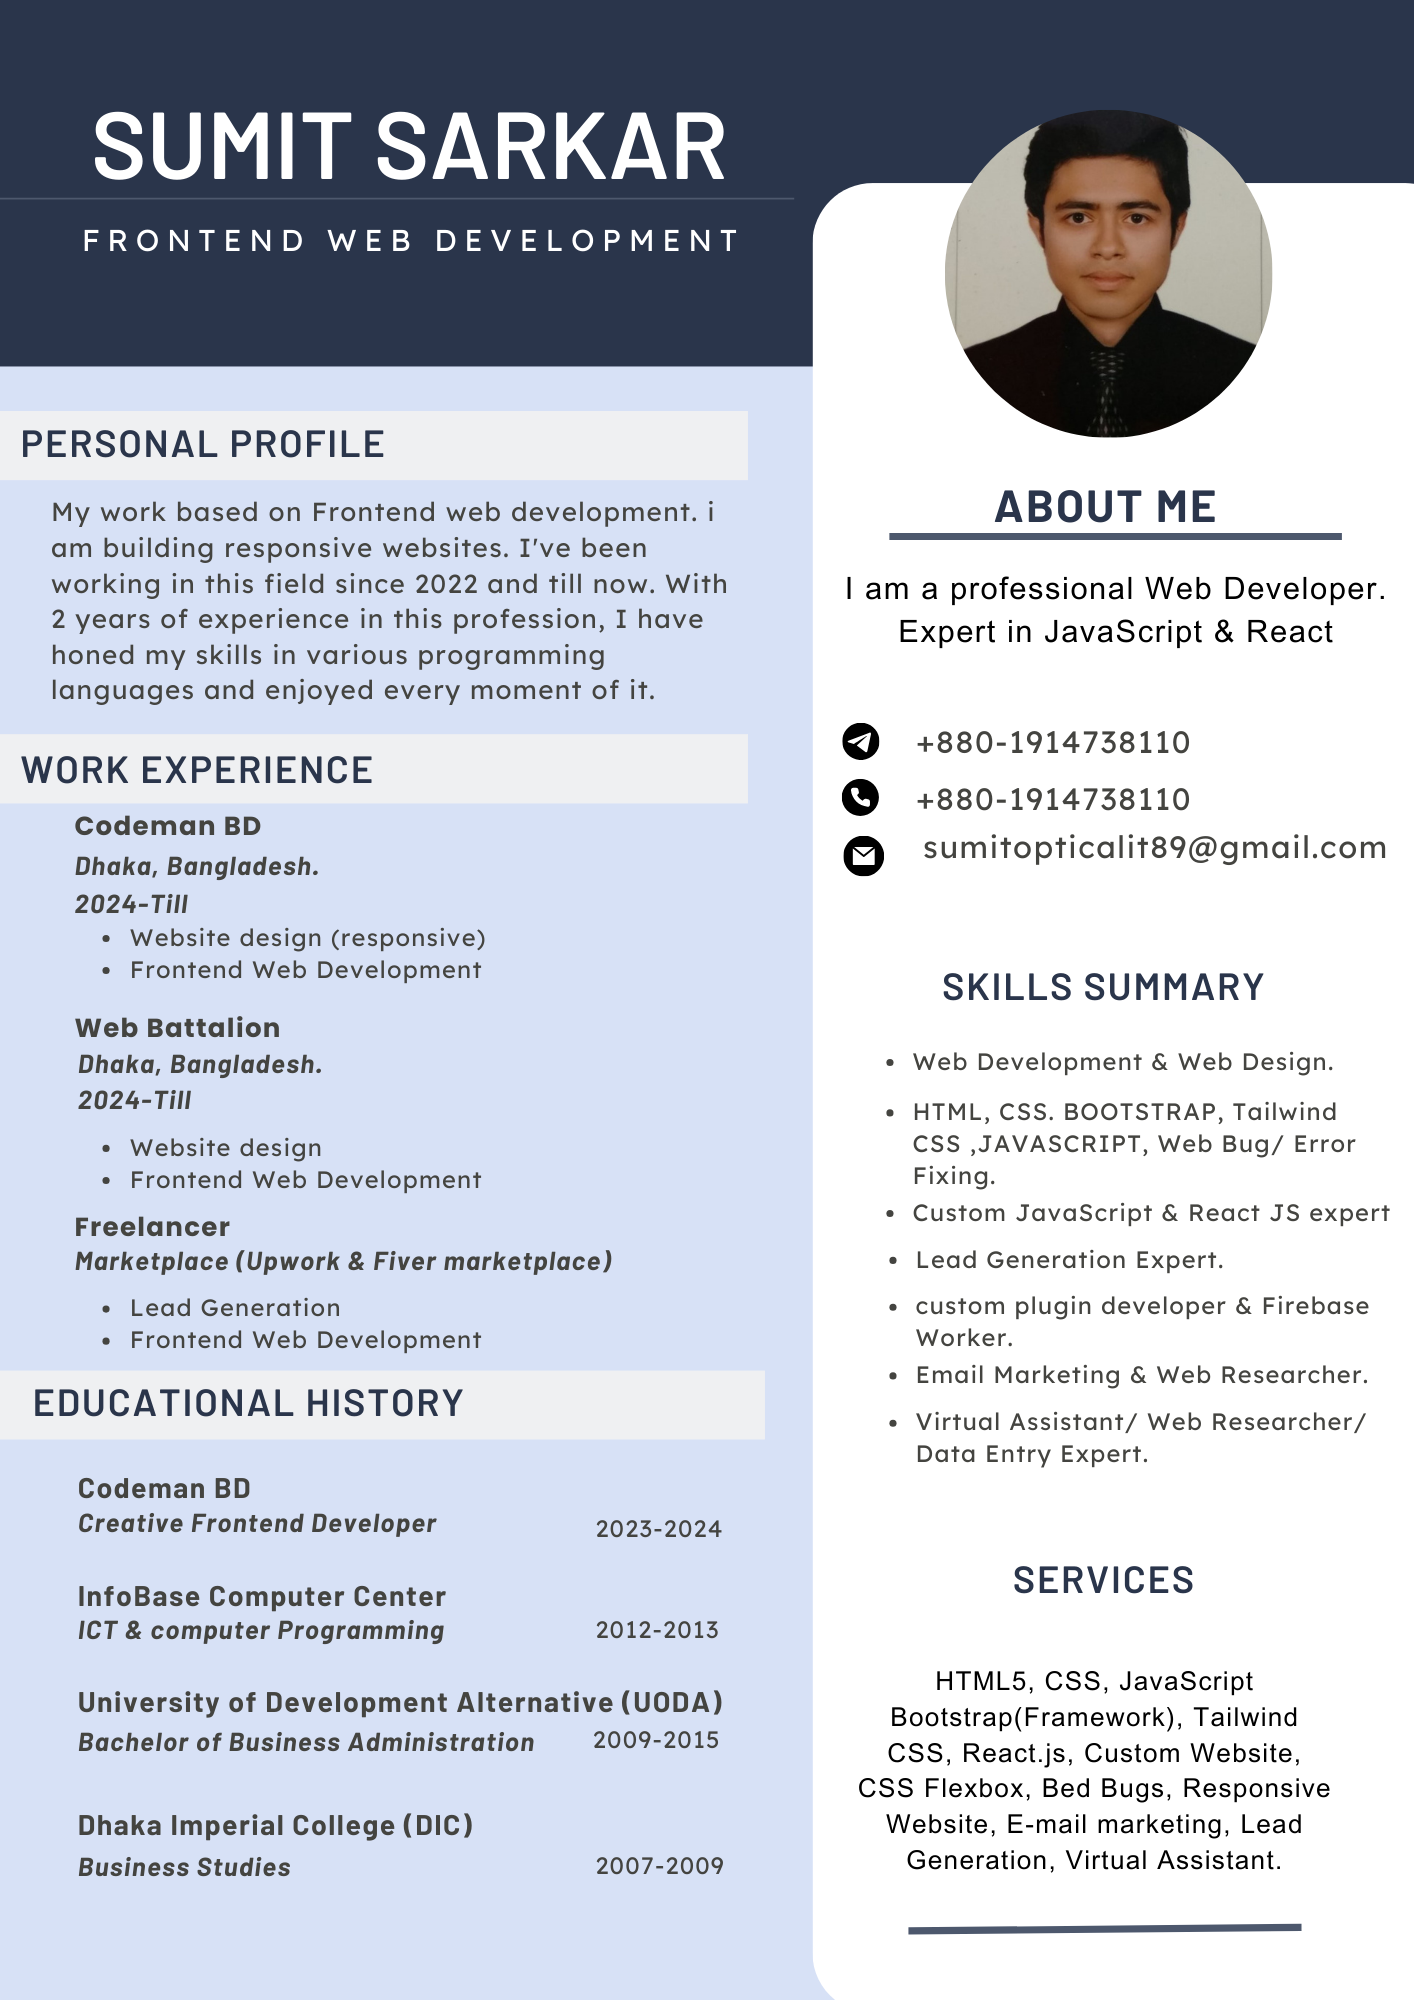 SUMIT SARKAR
FRONTEND WEB DEVELOPMENT
PERSONAL PROFILE
My work based on Frontend web development. i
am building responsive websites. I've been
working in this field since 2022 and till now. With
2 years of experience in this profession, I have
honed my skills in various programming
languages and enjoyed every moment of it.
WORK EXPERIENCE
Codeman BD
Dhaka, Bangladesh.
2024-Till
• Website design (responsive)
• Frontend Web Development
Web Battalion
Dhaka, Bangladesh.
2024-Till
• Website design
• Frontend Web Development
Freelancer
Marketplace (Upwork & Fiver marketplace)
• Lead Generation
• Frontend Web Development
EDUCATIONAL HISTORY
Codeman BD
Creative Frontend Developer 2023-2024
InfoBase Computer Center
ICT & computer Programming 2012-2013
University of Development Alternative (UODA)
Bachelor of Business Administration 2009-2015
Dhaka Imperial College (DIC)
Business Studies 2007-2009
ABOUT ME
I am a professional Web Developer.
Expert in JavaScript & React
+880-1914738110
+880-1914738110
sumitopticalit89@gmail.com
SKILLS SUMMARY
• Web Development & Web Design.
• HTML, CSS. BOOTSTRAP, Tailwind
CSS ,JAVASCRIPT, Web Bug/ Error
Fixing.
• Custom JavaScript & React JS expert
• Lead Generation Expert.
• custom plugin developer & Firebase
Worker.
• Email Marketing & Web Researcher.
• Virtual Assistant/ Web Researcher/
Data Entry Expert.
SERVICES
HTML5, CSS, JavaScript
Bootstrap(Framework), Tailwind
CSS, React.js, Custom Website,
CSS Flexbox, Bed Bugs, Responsive
Website, E-mail marketing, Lead
Generation, Virtual Assistant.